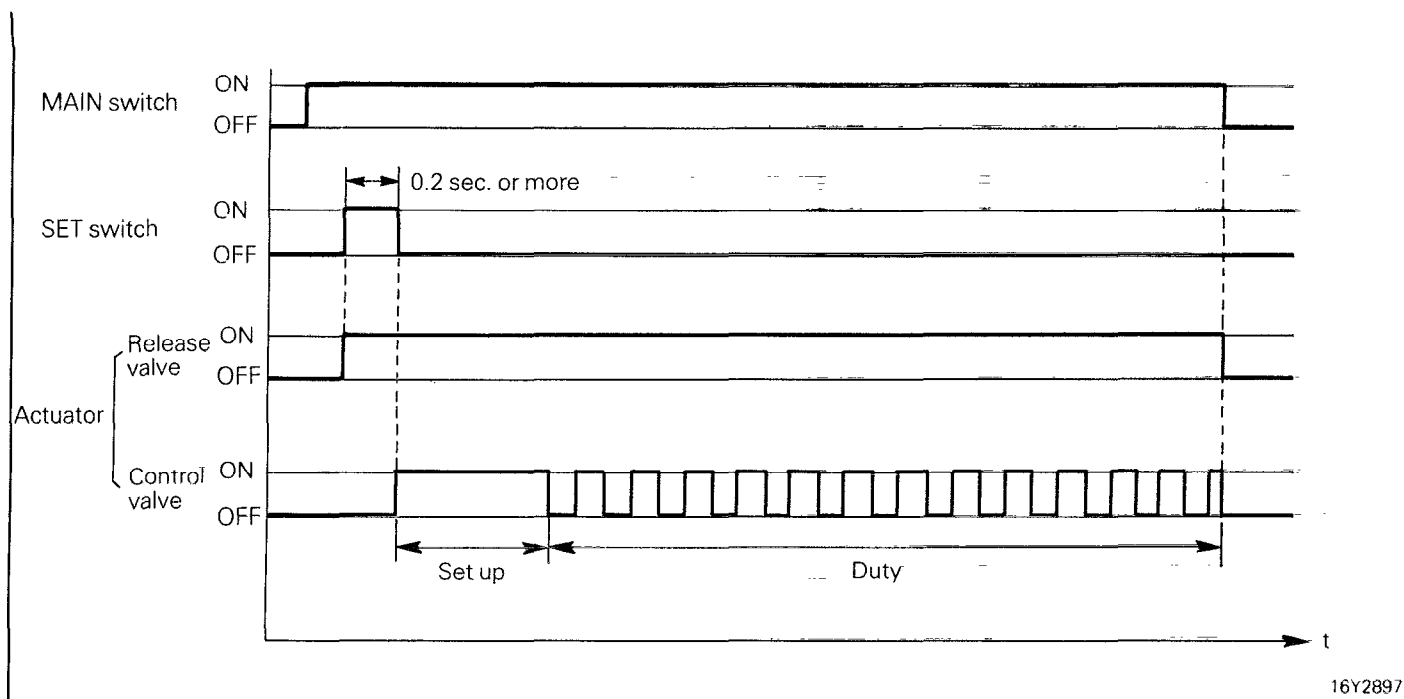 MAIN switch
ON
OFF
0.2 sec. or more
SET switch
ON
OFF
Actuator
Release
valve
ON
OFF
Control
valve
ON
OFF
Set up
Duty
t
16Y2897